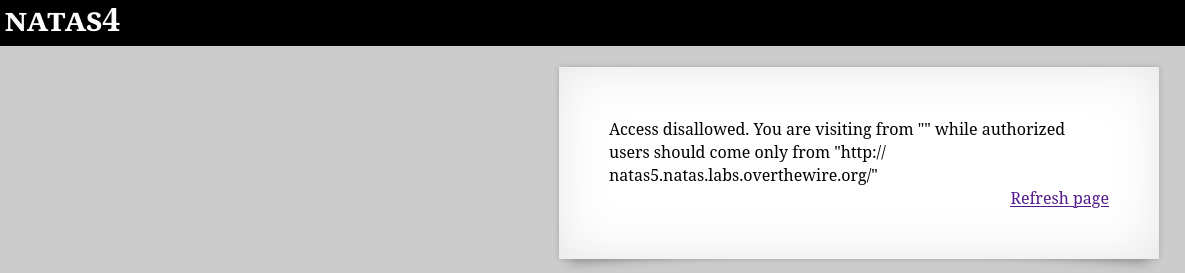 NATAS4
Access disallowed. You are visiting from "" while authorized
users should come only from "http://
natas5.natas.labs.overthewire.org/"
Refresh page